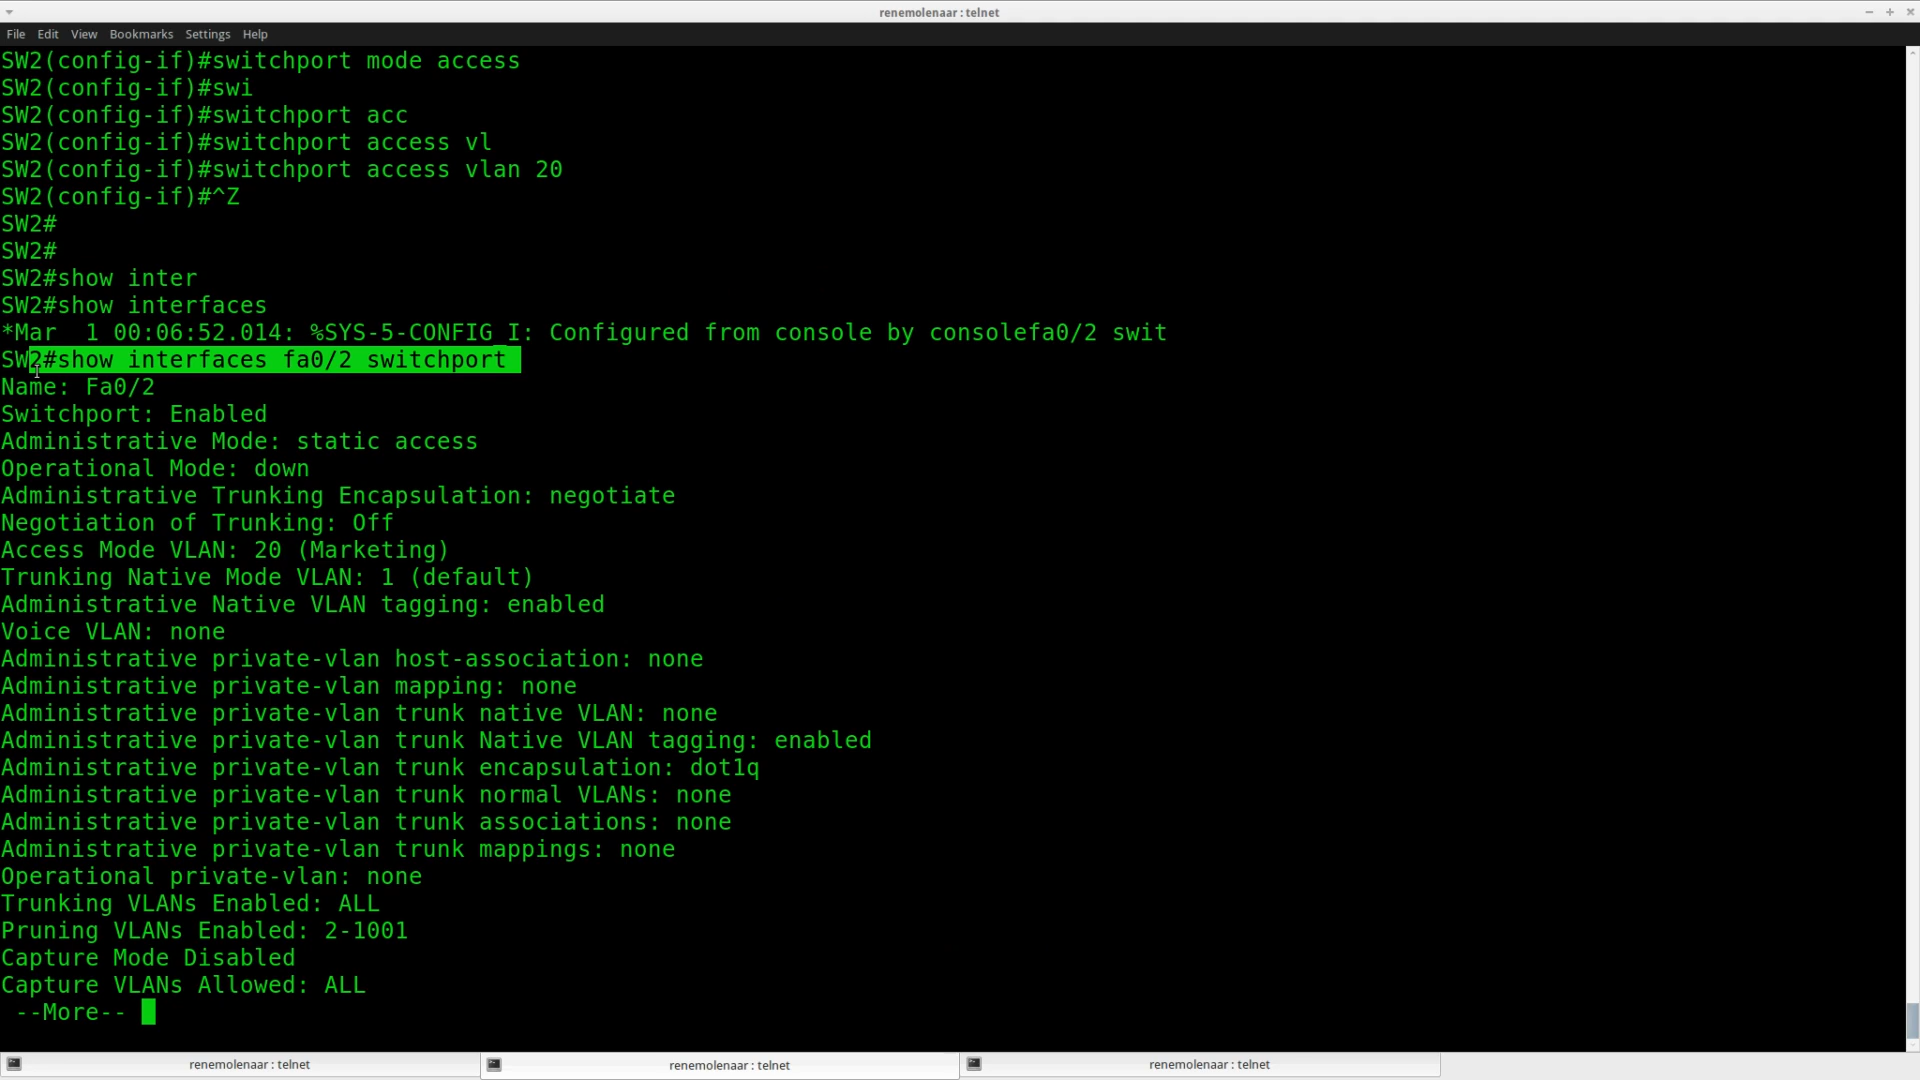 renemolenaar : telnet
File Edit View Bookmarks Settings Help
SW2(config-if)#switchport mode access
SW2(config-if)#swi
SW2(config-if)#switchport acc
SW2(config-if)#switchport access vl
SW2(config-if)#switchport access vlan 20
SW2(config-if)#^Z
SW2#
SW2#
SW2#show inter
SW2#show interfaces
*Mar  1 00:06:52.014: %SYS-5-CONFIG_I: Configured from console by consolefa0/2 swit
SW2#show interfaces fa0/2 switchport
Name: Fa0/2
Switchport: Enabled
Administrative Mode: static access
Operational Mode: down
Administrative Trunking Encapsulation: negotiate
Negotiation of Trunking: Off
Access Mode VLAN: 20 (Marketing)
Trunking Native Mode VLAN: 1 (default)
Administrative Native VLAN tagging: enabled
Voice VLAN: none
Administrative private-vlan host-association: none
Administrative private-vlan mapping: none
Administrative private-vlan trunk native VLAN: none
Administrative private-vlan trunk Native VLAN tagging: enabled
Administrative private-vlan trunk encapsulation: dot1q
Administrative private-vlan trunk normal VLANs: none
Administrative private-vlan trunk associations: none
Administrative private-vlan trunk mappings: none
Operational private-vlan: none
Trunking VLANs Enabled: ALL
Pruning VLANs Enabled: 2-1001
Capture Mode Disabled
Capture VLANs Allowed: ALL
--More--
renemolenaar : telnet renemolenaar : telnet renemolenaar : telnet